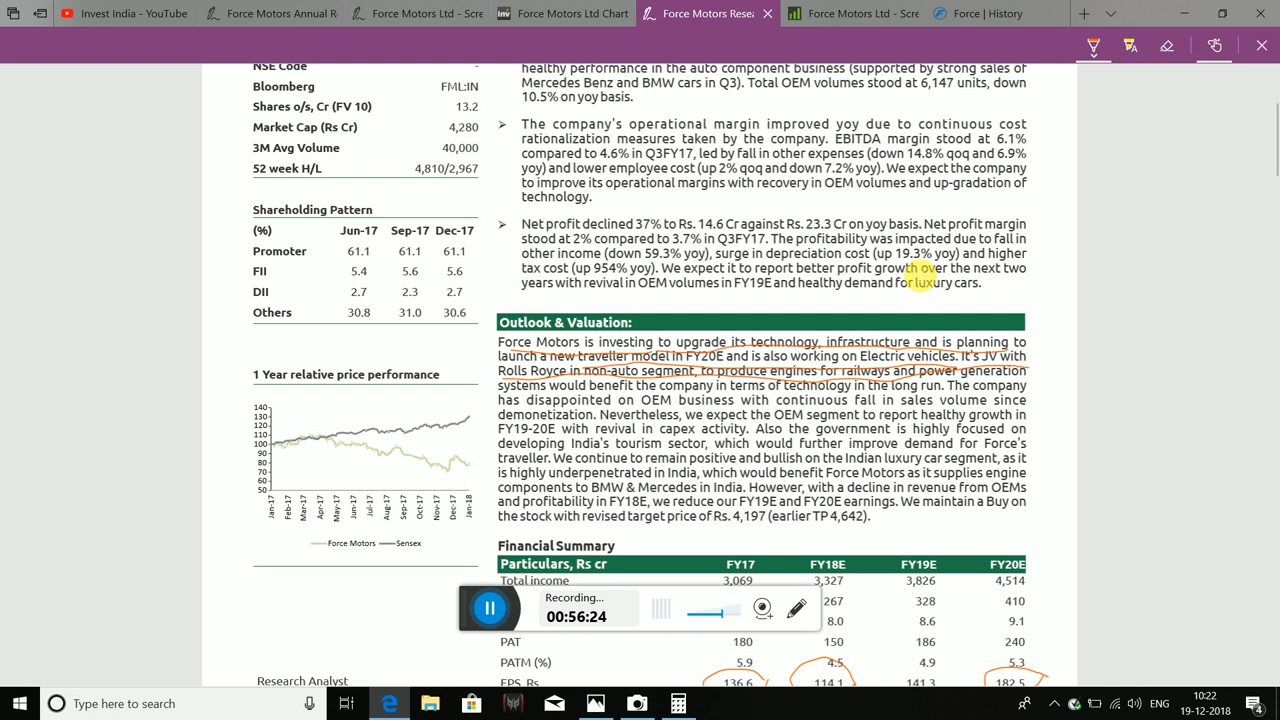 Invest India - YouTube
Force Motors Annual R
Force Motors Ltd - Scre
Force Motors Ltd Chart
Force Motors Resea
Force Motors Ltd - Scre
Force | History
NSE Code -
Bloomberg FML:IN
Shares o/s, Cr (FV 10) 13.2
Market Cap (Rs Cr) 4,280
3M Avg Volume 40,000
52 week H/L 4,810/2,967
Shareholding Pattern
(%) Jun-17 Sep-17 Dec-17
Promoter 61.1 61.1 61.1
FII 5.4 5.6 5.6
DII 2.7 2.3 2.7
Others 30.8 31.0 30.6
1 Year relative price performance
140
130
120
110
100
90
80
70
60
50
Jan-17 Feb-17 Mar-17 Apr-17 May-17 Jun-17 Jul-17 Aug-17 Sep-17 Oct-17 Nov-17 Dec-17 Jan-18
Force Motors Sensex
Research Analyst
healthy performance in the auto component business (supported by strong sales of
Mercedes Benz and BMW cars in Q3). Total OEM volumes stood at 6,147 units, down
10.5% on yoy basis.
The company's operational margin improved yoy due to continuous cost
rationalization measures taken by the company. EBITDA margin stood at 6.1%
compared to 4.6% in Q3FY17, led by fall in other expenses (down 14.8% qoq and 6.9%
yoy) and lower employee cost (up 2% qoq and down 7.2% yoy). We expect the company
to improve its operational margins with recovery in OEM volumes and up-gradation of
technology.
Net profit declined 37% to Rs. 14.6 Cr against Rs. 23.3 Cr on yoy basis. Net profit margin
stood at 2% compared to 3.7% in Q3FY17. The profitability was impacted due to fall in
other income (down 59.3% yoy), surge in depreciation cost (up 19.3% yoy) and higher
tax cost (up 954% yoy). We expect it to report better profit growth over the next two
years with revival in OEM volumes in FY19E and healthy demand for luxury cars.
Outlook & Valuation:
Force Motors is investing to upgrade its technology, infrastructure and is planning to
launch a new traveller model in FY20E and is also working on Electric vehicles. It's JV with
Rolls Royce in non-auto segment, to produce engines for railways and power generation
systems would benefit the company in terms of technology in the long run. The company
has disappointed on OEM business with continuous fall in sales volume since
demonetization. Nevertheless, we expect the OEM segment to report healthy growth in
FY19-20E with revival in capex activity. Also the government is highly focused on
developing India's tourism sector, which would further improve demand for Force's
traveller. We continue to remain positive and bullish on the Indian luxury car segment, as it
is highly underpenetrated in India, which would benefit Force Motors as it supplies engine
components to BMW & Mercedes in India. However, with a decline in revenue from OEMs
and profitability in FY18E, we reduce our FY19E and FY20E earnings. We maintain a Buy on
the stock with revised target price of Rs. 4,197 (earlier TP 4,642).
Financial Summary
Particulars, Rs cr FY17 FY18E FY19E FY20E
Total income 3,069 3,327 3,826 4,514
267 328 410
8.0 8.6 9.1
PAT 180 150 186 240
PATM (%) 5.9 4.5 4.9 5.3
EPS, Rs 136.6 114.1 141.3 182.5
Recording...
00:56:24
Type here to search
ENG
10:22
19-12-2018
4